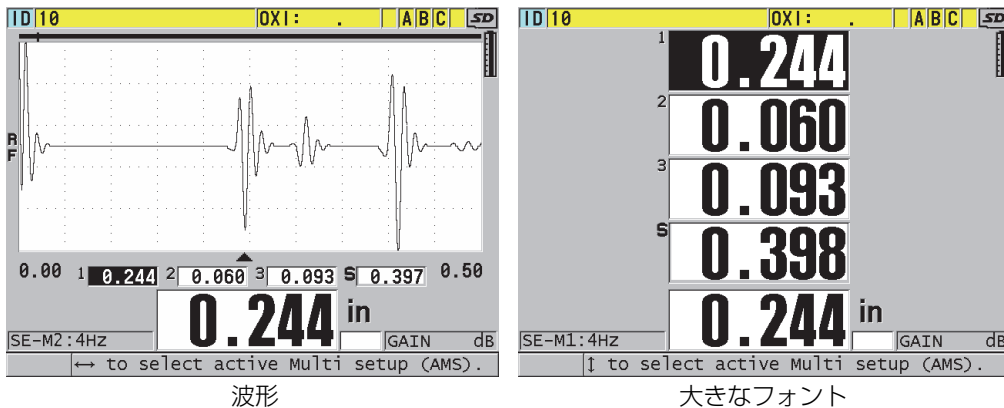 ID 10 OXI: . A B C SD
R
F
0.00 1 0.244 2 0.060 3 0.093 S 0.397 0.50
0.244 in
SE-M2:4Hz GAIN dB
↔ to select active Multi setup (AMS).
波形
ID 10 OXI: . A B C SD
1 0.244
2 0.060
3 0.093
S 0.398
0.244 in
SE-M1:4Hz GAIN dB
↕ to select active Multi setup (AMS).
大きなフォント